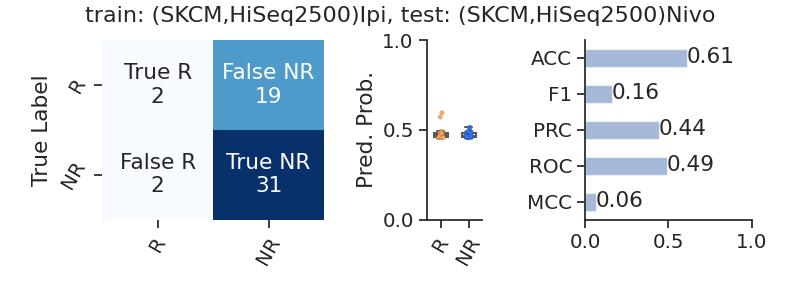 train: (SKCM,HiSeq2500)Ipi, test: (SKCM,HiSeq2500)Nivo
True Label
R
NR
True R
2
False NR
19
False R
2
True NR
31
R
NR
Pred. Prob.
1.0
0.5
0.0
R
NR
ACC
0.61
F1
0.16
PRC
0.44
ROC
0.49
MCC
0.06
0.0
0.5
1.0